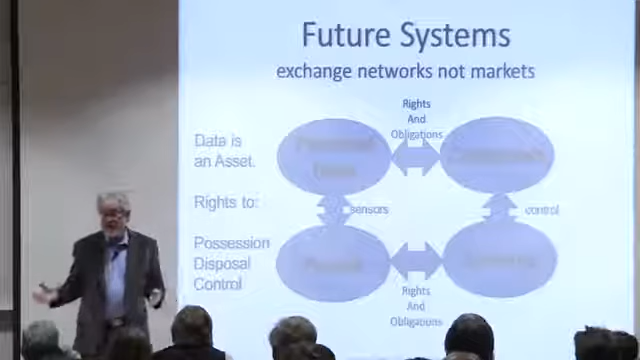 Future Systems
exchange networks not markets
Rights
And
Obligations
Data is
an Asset.
Rights to:
sensors
control
Possession
Disposal
Control
Rights
And
Obligations